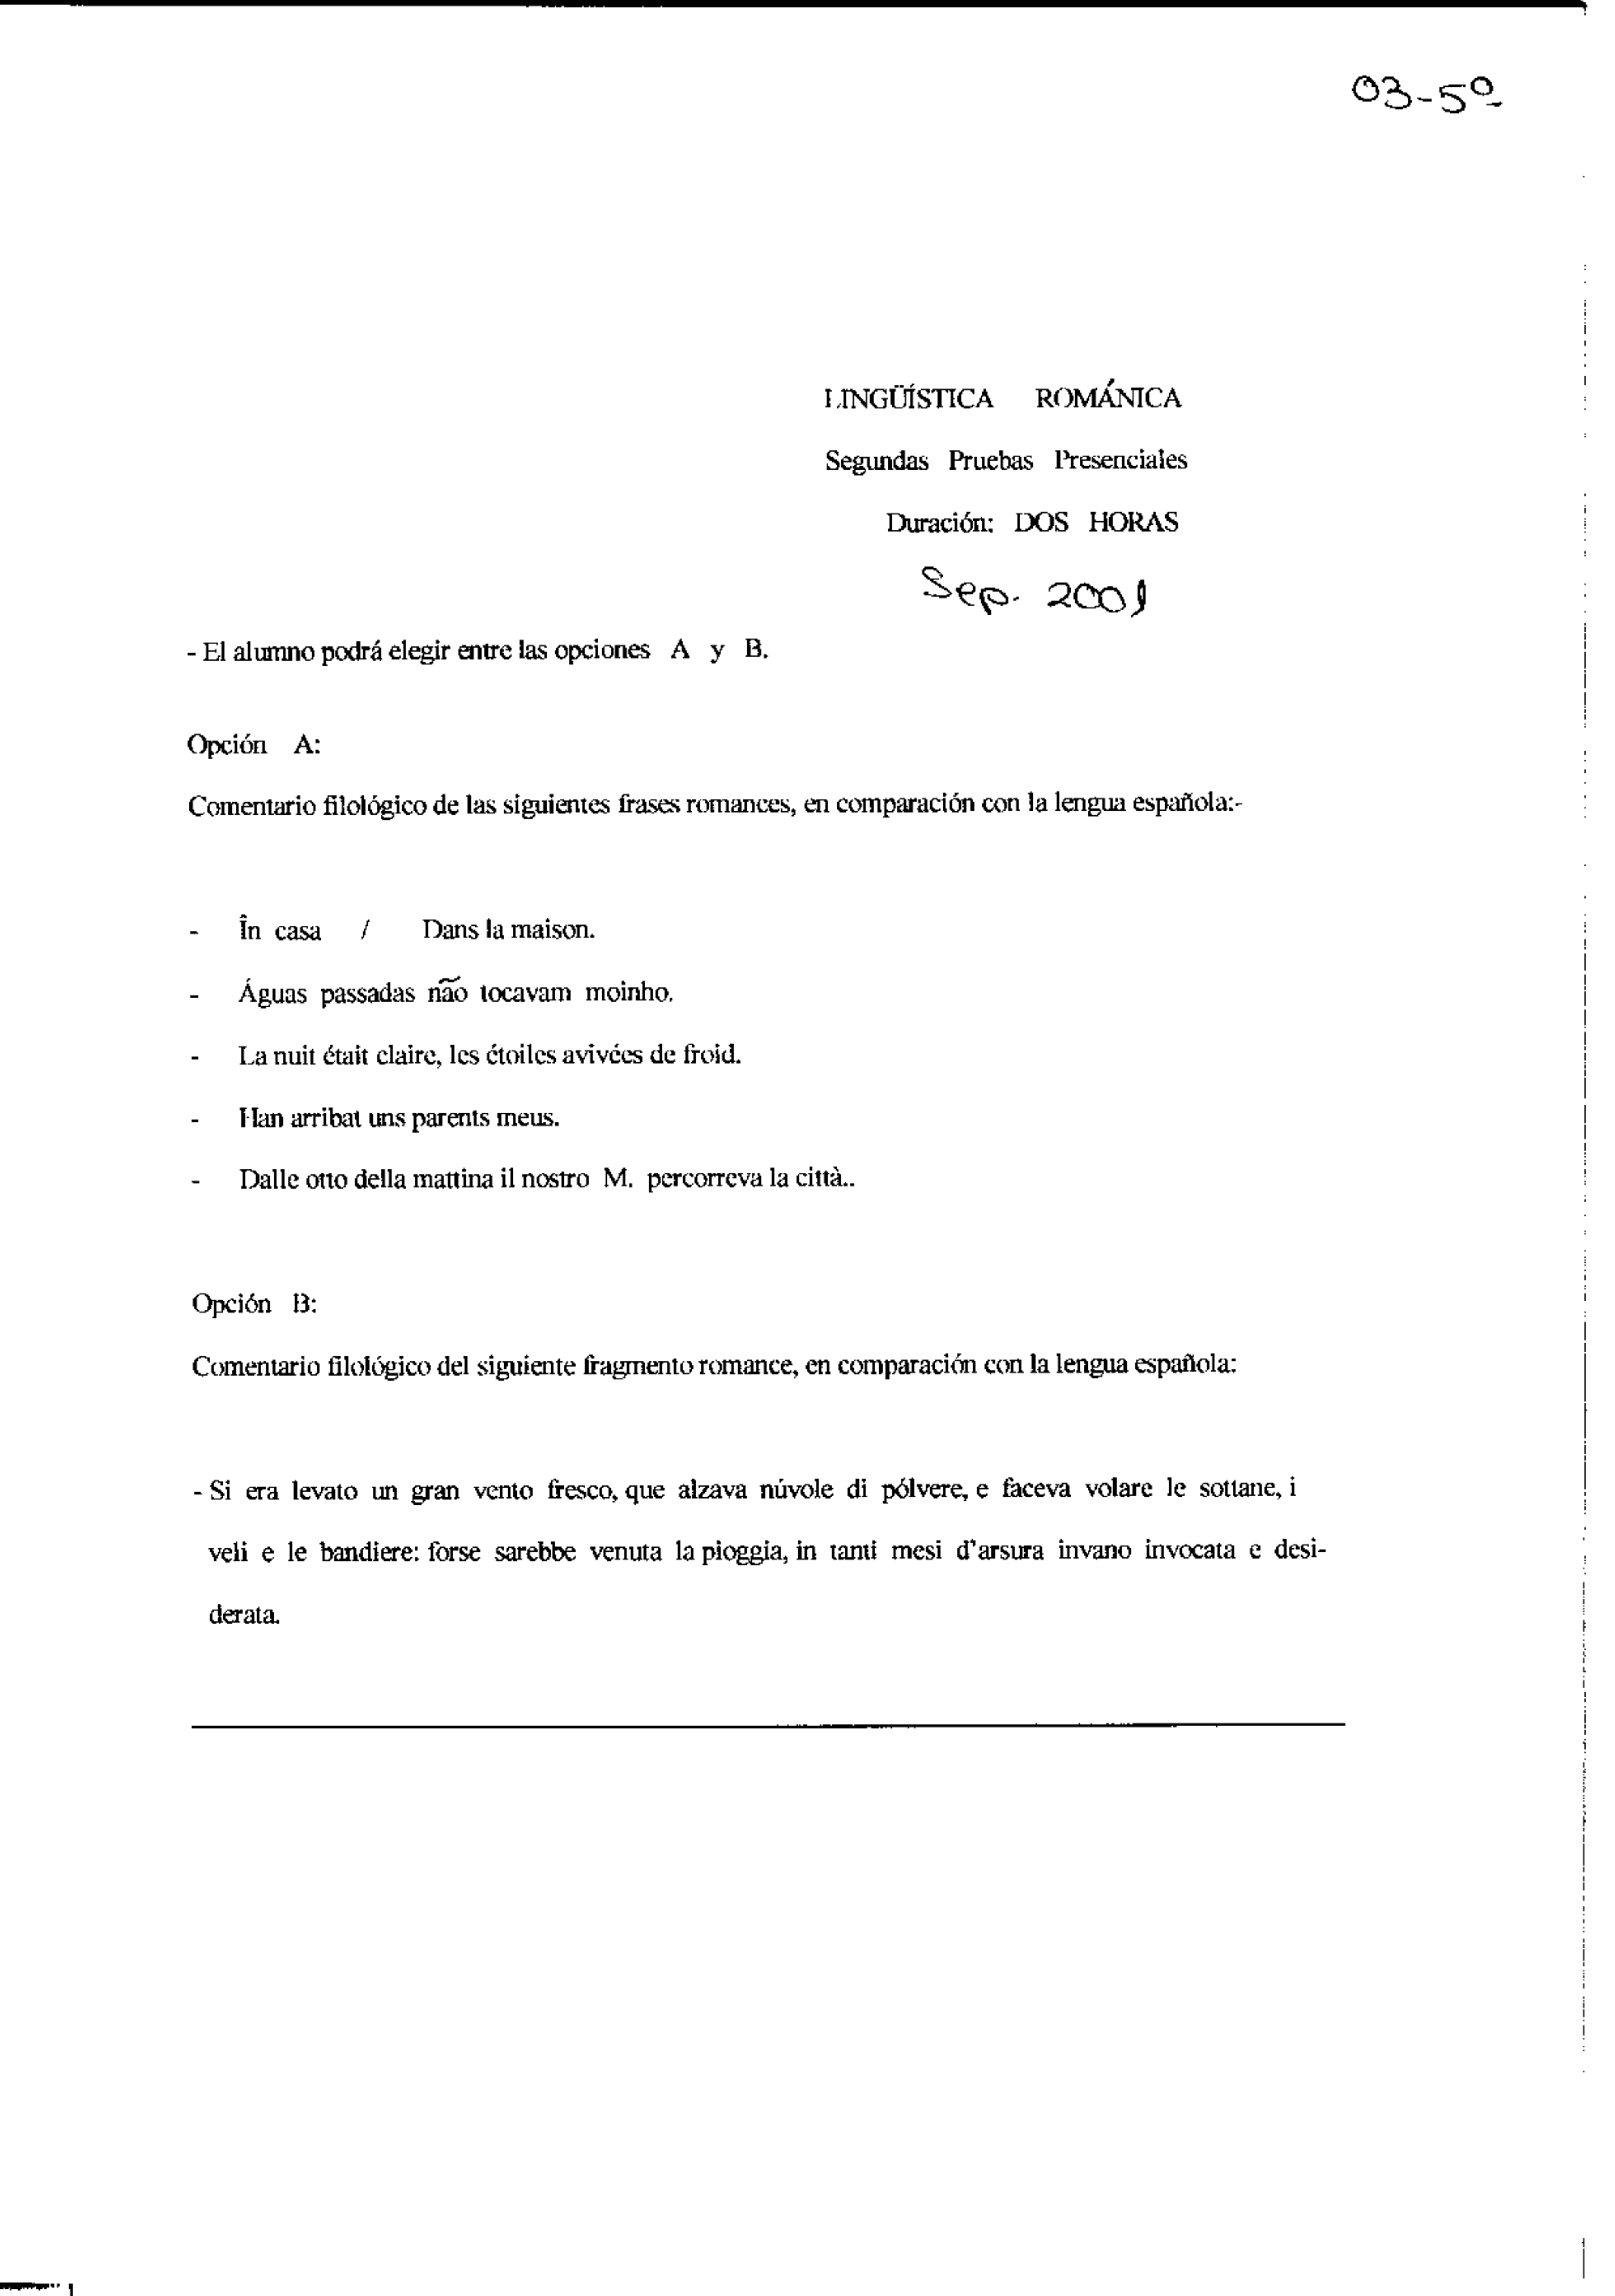 03-5º
LINGÜÍSTICA ROMÁNICA
Segundas Pruebas Presenciales
Duración: DOS HORAS
Sep. 2001
- El alumno podrá elegir entre las opciones A y B.
Opción A:
Comentario filológico de las siguientes frases romances, en comparación con la lengua española:-
- În casa / Dans la maison.
- Águas passadas não tocavam moinho.
- La nuit était claire, les étoiles avivées de froid.
- Han arribat uns parents meus.
- Dalle otto della mattina il nostro M. percorreva la città..
Opción B:
Comentario filológico del siguiente fragmento romance, en comparación con la lengua española:
- Si era levato un gran vento fresco, que alzava núvole di pólvere, e faceva volare le sottane, i
veli e le bandiere: forse sarebbe venuta la pioggia, in tanti mesi d'arsura invano invocata e desi-
derata.